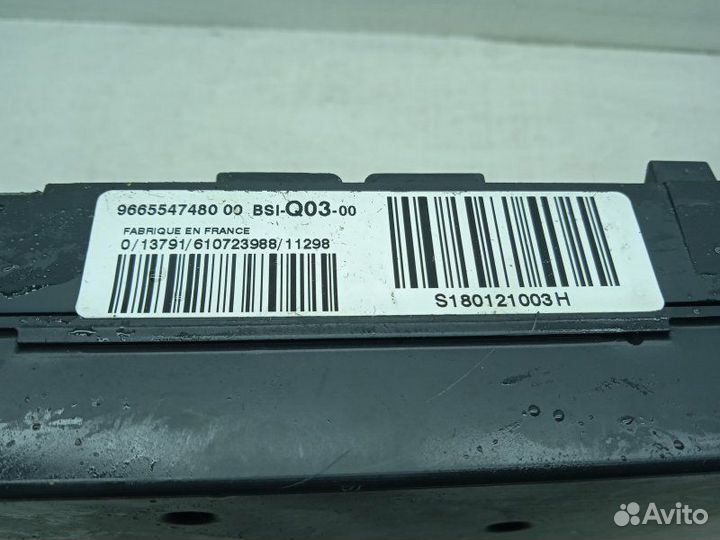 9665547480 00 BSI-Q03-00
FABRIQUE EN FRANCE
0/13791/610723988/11298
S180121003H
Avito